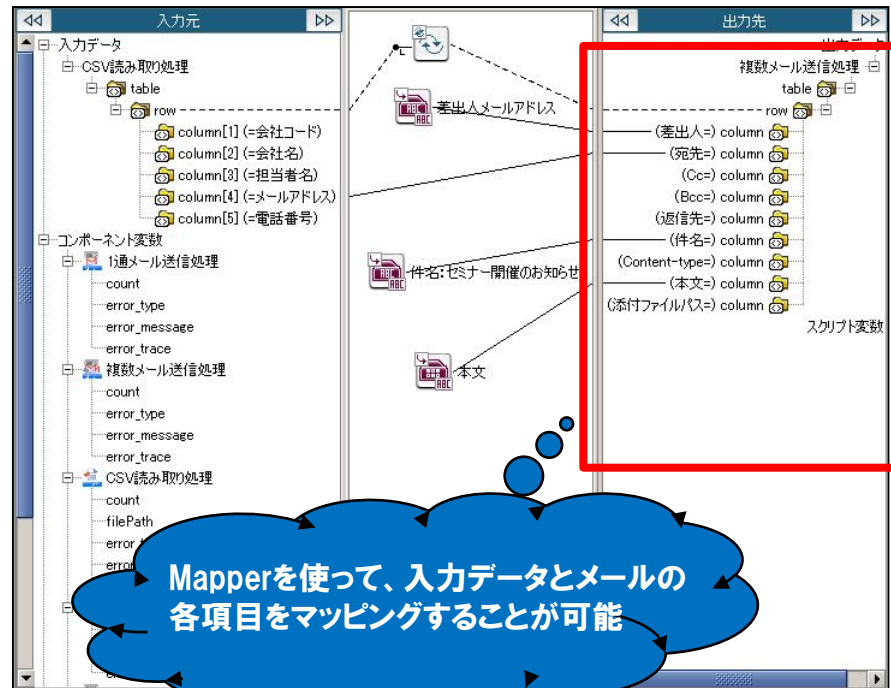 入力元
入力データ
CSV読み取り処理
table
row
column[1] (=会社コード)
column[2] (=会社名)
column[3] (=担当者名)
column[4] (=メールアドレス)
column[5] (=電話番号)
コンポーネント変数
1通メール送信処理
count
error_type
error_message
error_trace
複数メール送信処理
count
error_type
error_message
error_trace
CSV読み取り処理
count
filePath
差出人メールアドレス
件名:セミナー開催のお知らせ
本文
出力先
複数メール送信処理
table
row
(差出人=) column
(宛先=) column
(Cc=) column
(Bcc=) column
(返信先=) column
(件名=) column
(Content-type=) column
(本文=) column
(添付ファイルパス=) column
スクリプト変数
Mapperを使って、入力データとメールの
各項目をマッピングすることが可能